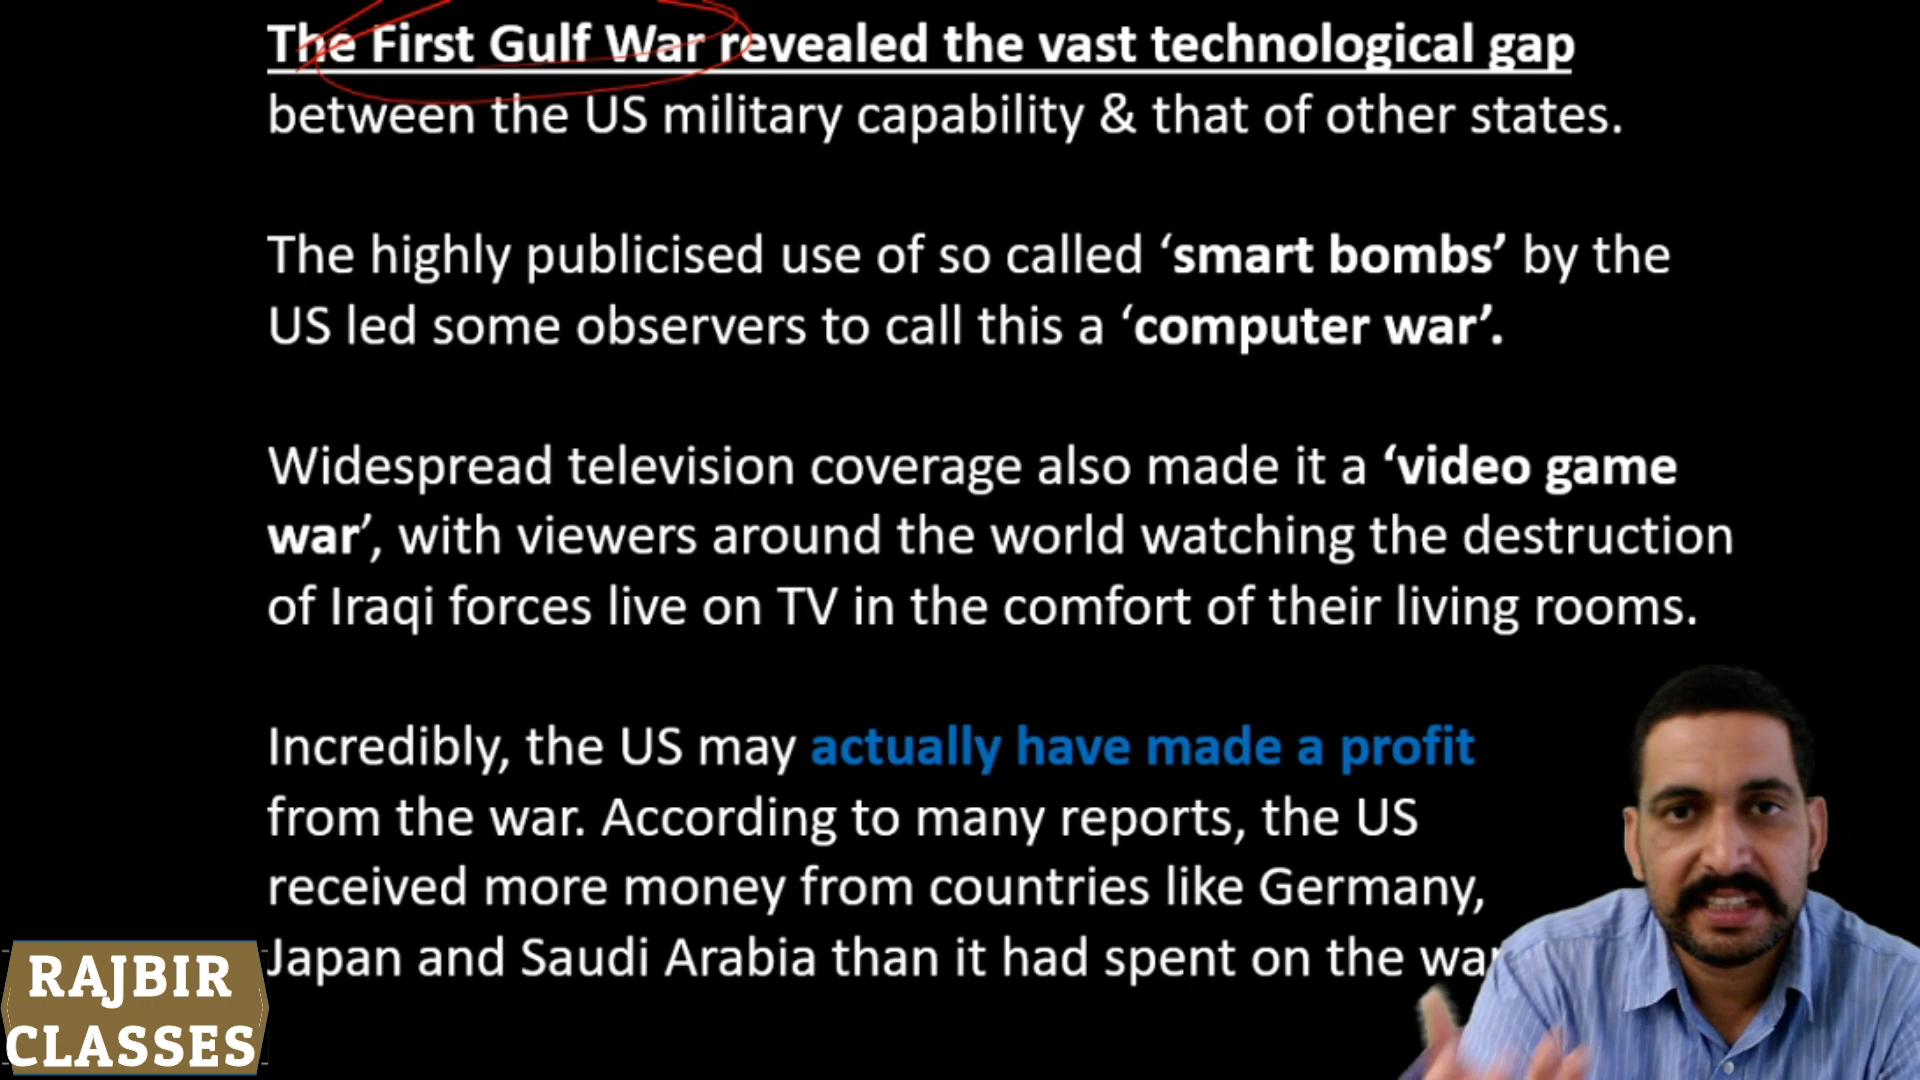 The First Gulf War revealed the vast technological gap
between the US military capability & that of other states.
The highly publicised use of so called ‘smart bombs’ by the
US led some observers to call this a ‘computer war’.
Widespread television coverage also made it a ‘video game
war’, with viewers around the world watching the destruction
of Iraqi forces live on TV in the comfort of their living rooms.
Incredibly, the US may actually have made a profit
from the war. According to many reports, the US
received more money from countries like Germany,
Japan and Saudi Arabia than it had spent on the war
RAJBIR
CLASSES